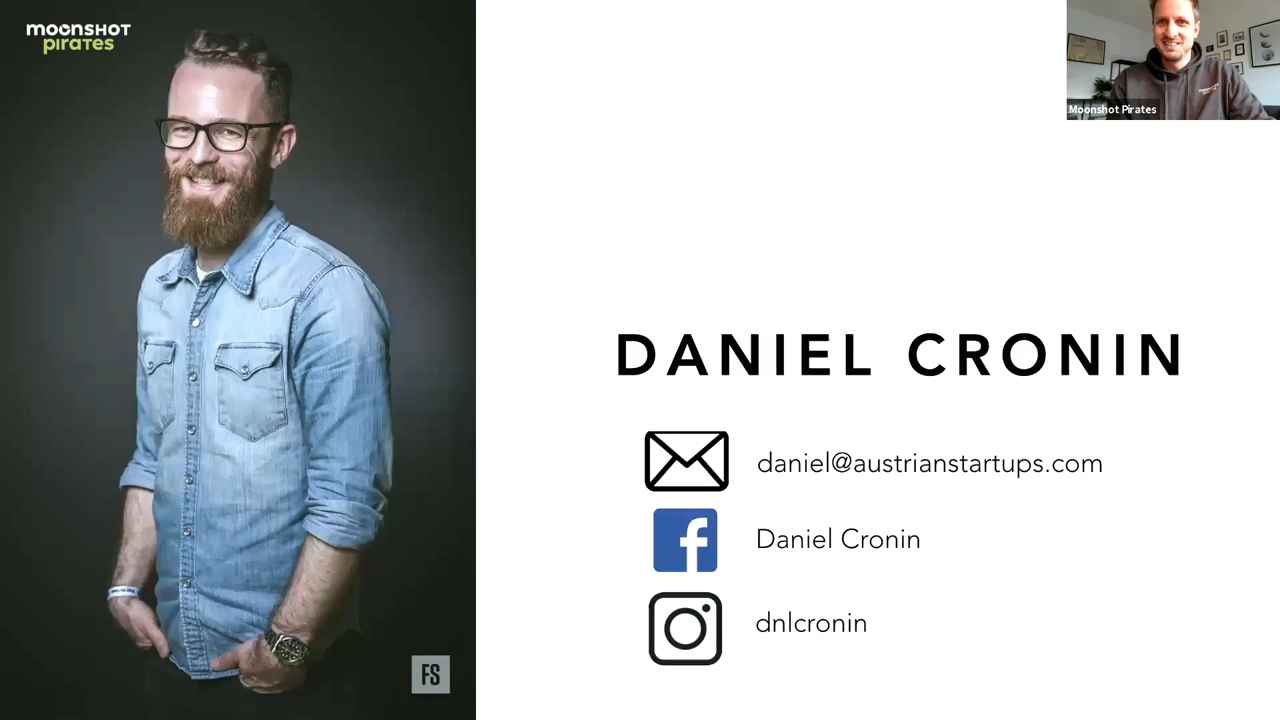 moonshot
pirates
Moonshot Pirates
DANIEL CRONIN
daniel@austrianstartups.com
Daniel Cronin
dnlcronin
FS